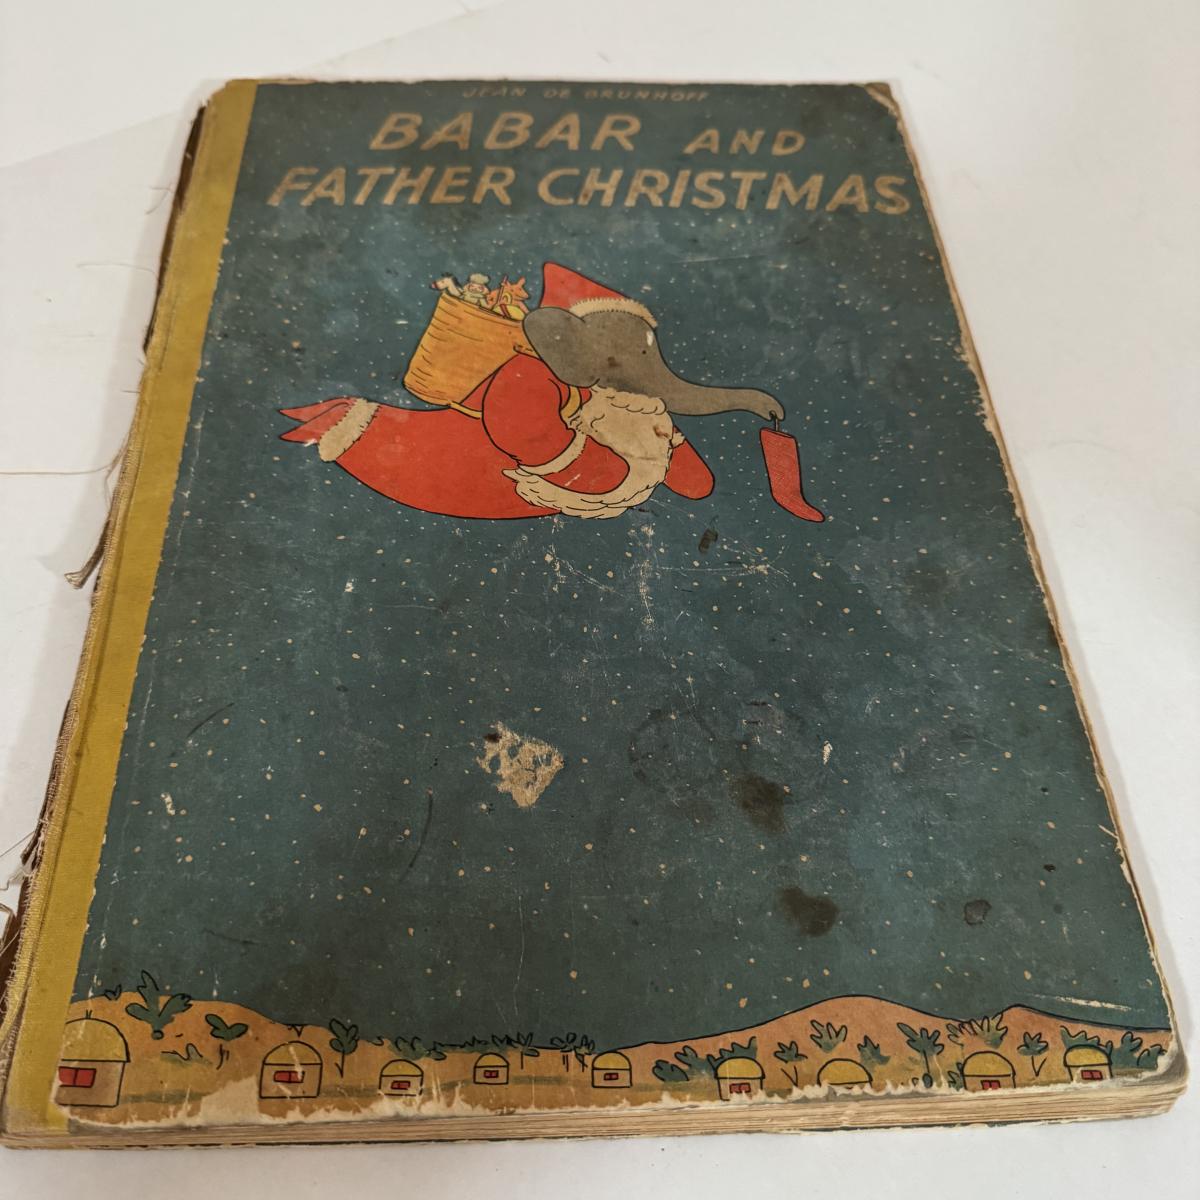 JEAN DE BRUNHOFF
BABAR AND
FATHER CHRISTMAS